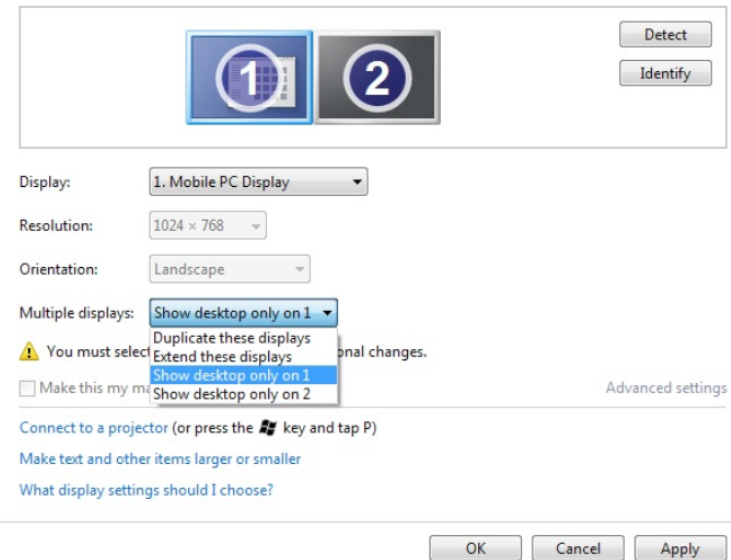 1
2
Detect
Identify
Display: 1. Mobile PC Display
Resolution: 1024 × 768
Orientation: Landscape
Multiple displays: Show desktop only on 1
Duplicate these displays
You must selec
Extend these displays
onal changes.
Show desktop only on 1
Make this my ma
Show desktop only on 2
Advanced settings
Connect to a projector (or press the key and tap P)
Make text and other items larger or smaller
What display settings should I choose?
OK Cancel Apply